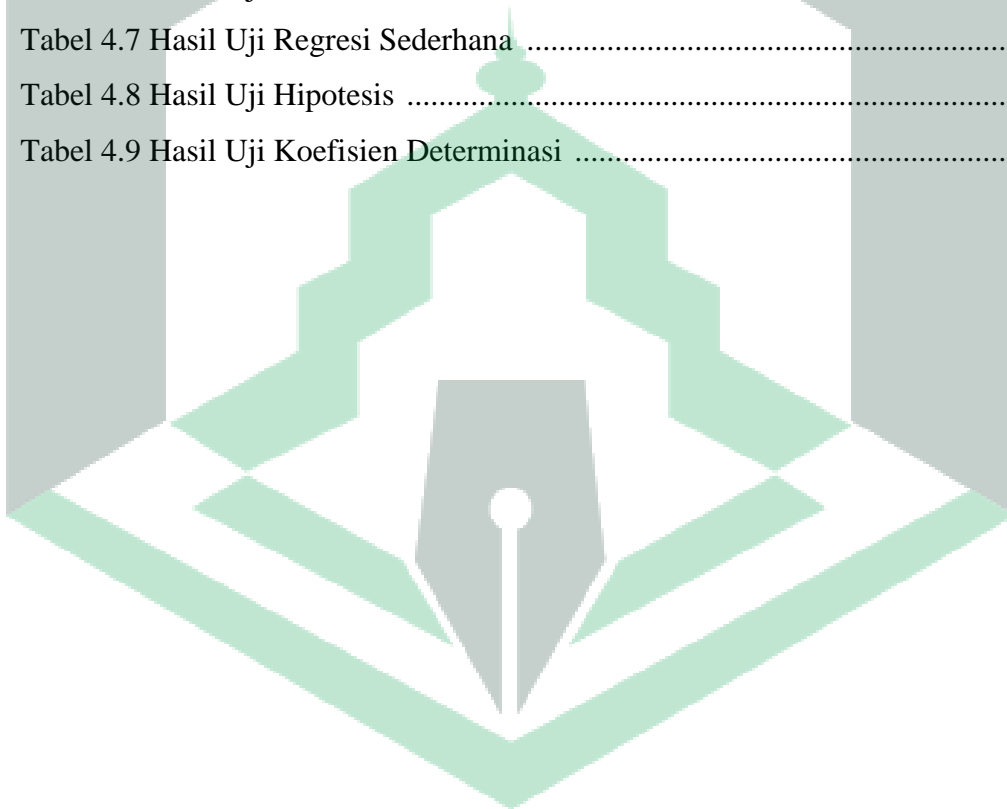 Tabel 4.7 Hasil Uji Regresi Sederhana ..............................................................
Tabel 4.8 Hasil Uji Hipotesis ..............................................................................
Tabel 4.9 Hasil Uji Koefisien Determinasi .......................................................